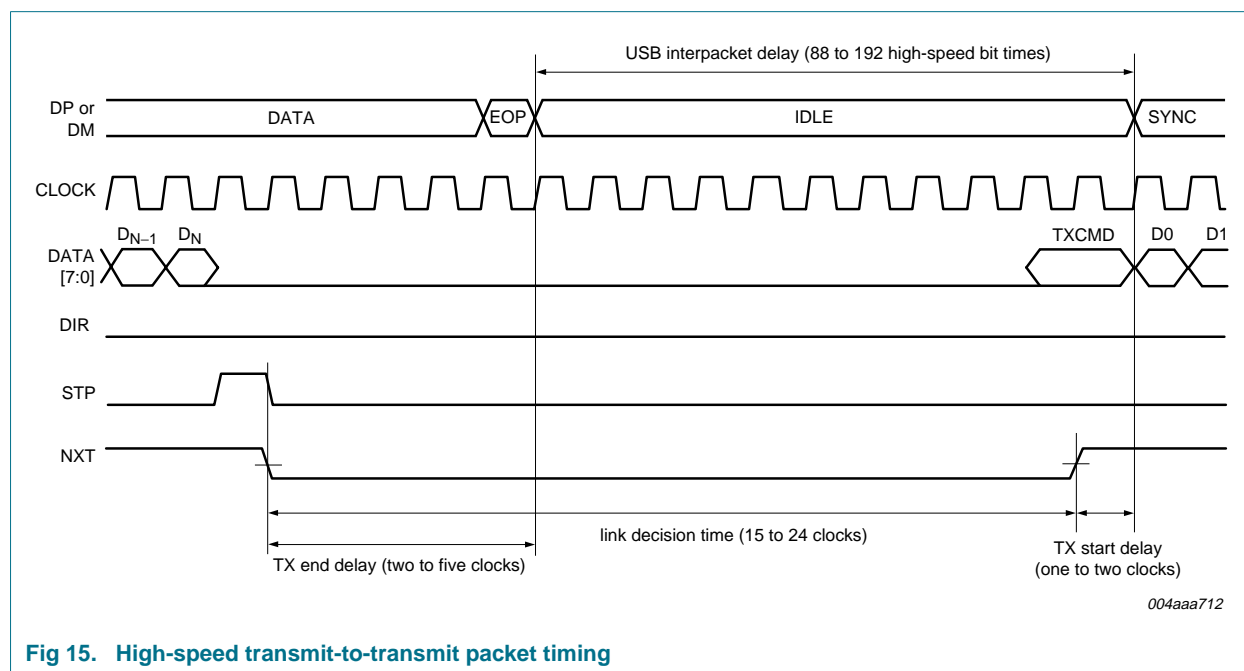 USB interpacket delay (88 to 192 high-speed bit times)
DP or
DM
DATA
EOP
IDLE
SYNC
CLOCK
DN−1
DN
TXCMD
D0
D1
DATA
[7:0]
DIR
STP
NXT
link decision time (15 to 24 clocks)
TX end delay (two to five clocks)
TX start delay
(one to two clocks)
004aaa712
Fig 15. High-speed transmit-to-transmit packet timing